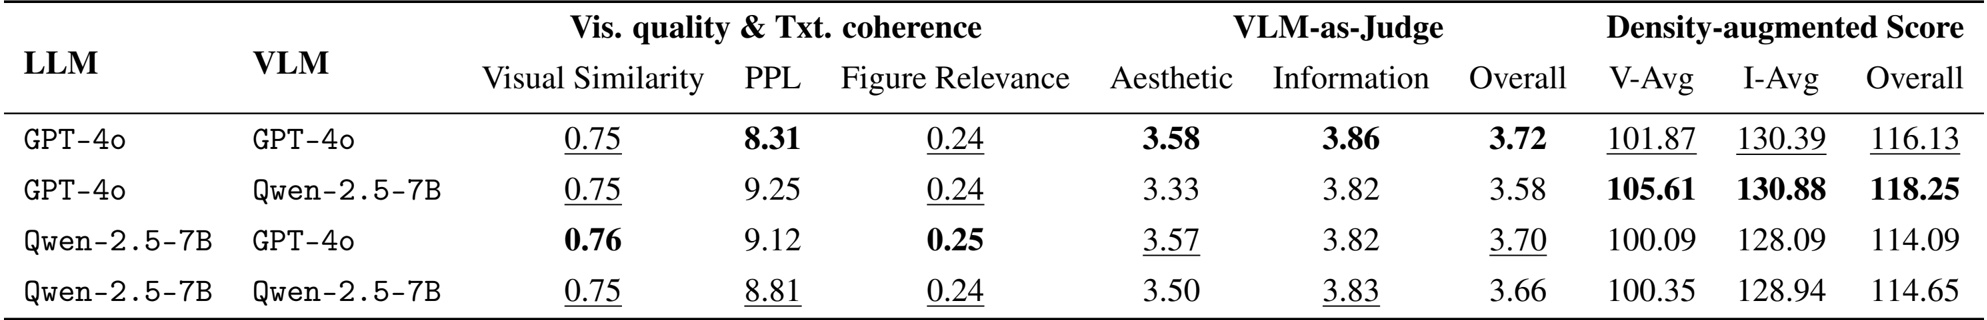 Vis. quality & Txt. coherence VLM-as-Judge Density-augmented Score
LLM VLM
Visual Similarity PPL Figure Relevance Aesthetic Information Overall V-Avg I-Avg Overall
GPT-4o GPT-4o 0.75 8.31 0.24 3.58 3.86 3.72 101.87 130.39 116.13
GPT-4o Qwen-2.5-7B 0.75 9.25 0.24 3.33 3.82 3.58 105.61 130.88 118.25
Qwen-2.5-7B GPT-4o 0.76 9.12 0.25 3.57 3.82 3.70 100.09 128.09 114.09
Qwen-2.5-7B Qwen-2.5-7B 0.75 8.81 0.24 3.50 3.83 3.66 100.35 128.94 114.65